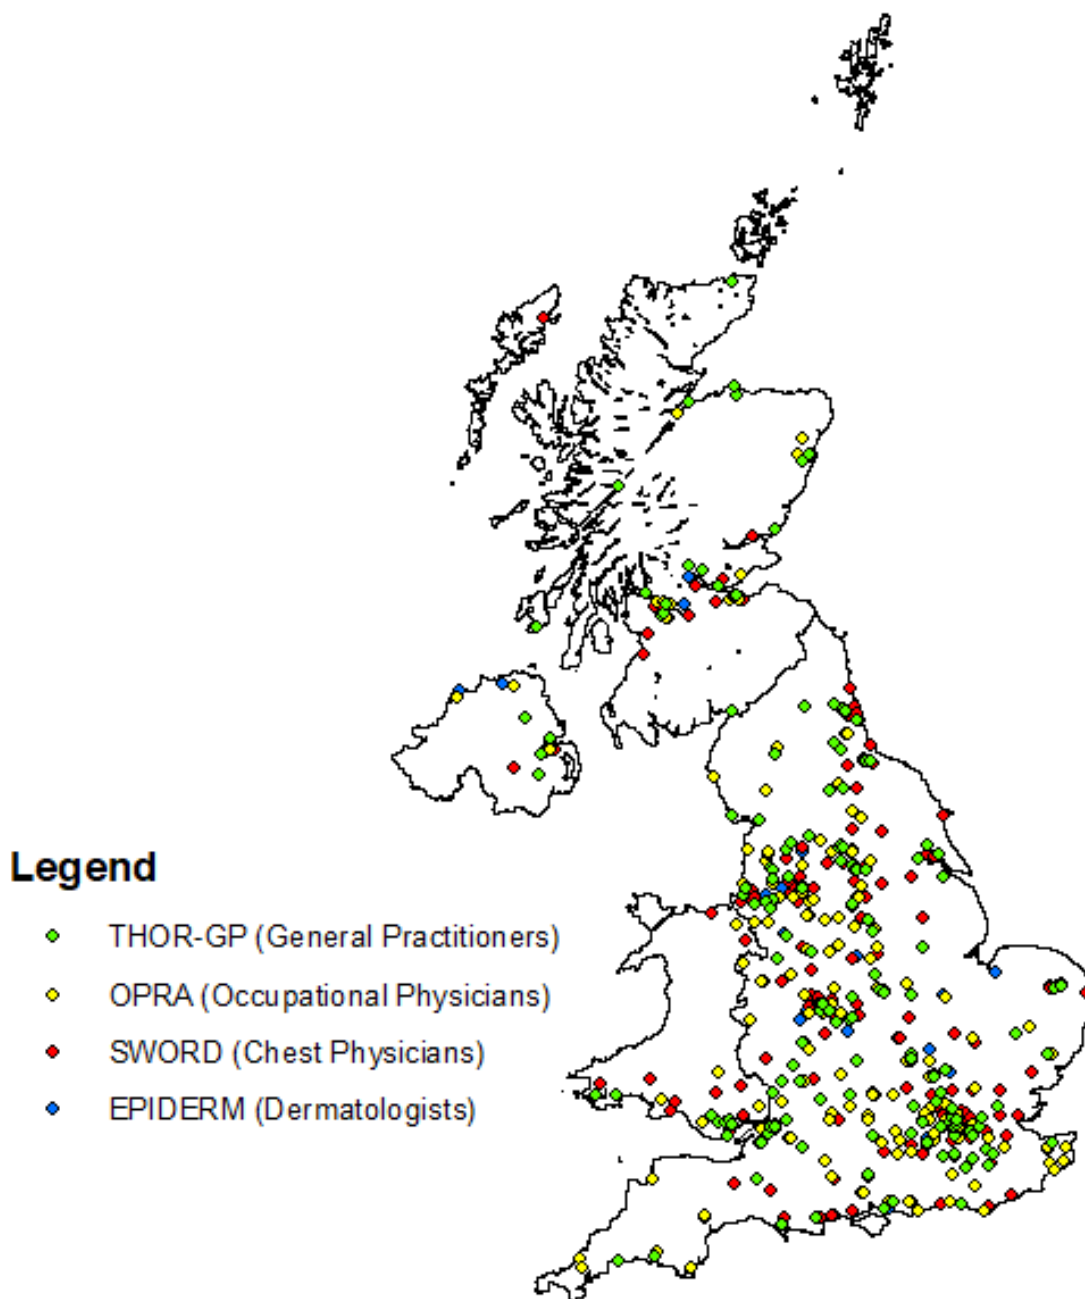 Legend
THOR-GP (General Practitioners)
OPRA (Occupational Physicians)
SWORD (Chest Physicians)
EPIDERM (Dermatologists)